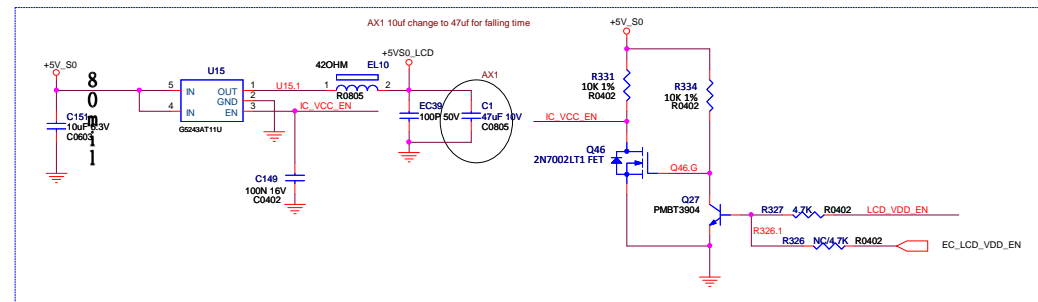 AX1 10uf change to 47uf for falling time
+5V_S0
80mil
5
4
IN
IN
U15
OUT
GND
EN
1
2
3
G5243AT11U
U15.1
IC_VCC_EN
C151
10uF 6.3V
C0603
C149
100N 16V
C0402
42OHM
EL10
1
2
R0805
+5VS0_LCD
EC39
100P 50V
AX1
C1
47uF 10V
C0805
+5V_S0
R331
10K 1%
R0402
R334
10K 1%
R0402
IC_VCC_EN
Q46
2N7002LT1 FET
Q46.G
Q27
PMBT3904
R326.1
R327
4.7K
R0402
LCD_VDD_EN
R326
NC/4.7K
R0402
EC_LCD_VDD_EN